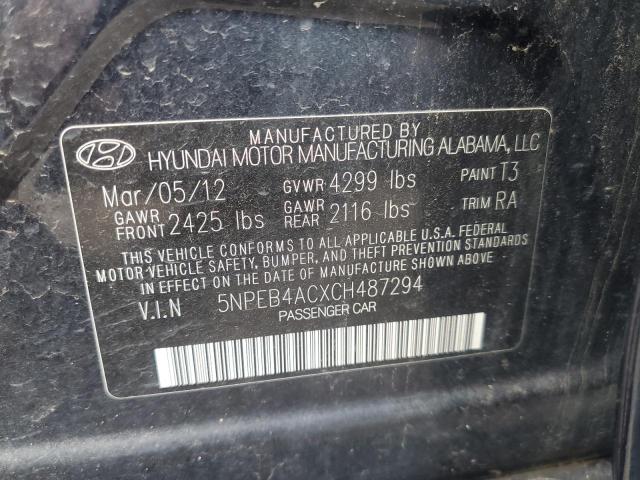 MANUFACTURED BY
HYUNDAI MOTOR MANUFACTURING ALABAMA, LLC
Mar/05/12 GVWR 4299 lbs PAINT T3
GAWR FRONT 2425 lbs GAWR REAR 2116 lbs TRIM RA
THIS VEHICLE CONFORMS TO ALL APPLICABLE U.S.A. FEDERAL
MOTOR VEHICLE SAFETY, BUMPER, AND THEFT PREVENTION STANDARDS
IN EFFECT ON THE DATE OF MANUFACTURE SHOWN ABOVE
V.I.N 5NPEB4ACXCH487294
PASSENGER CAR